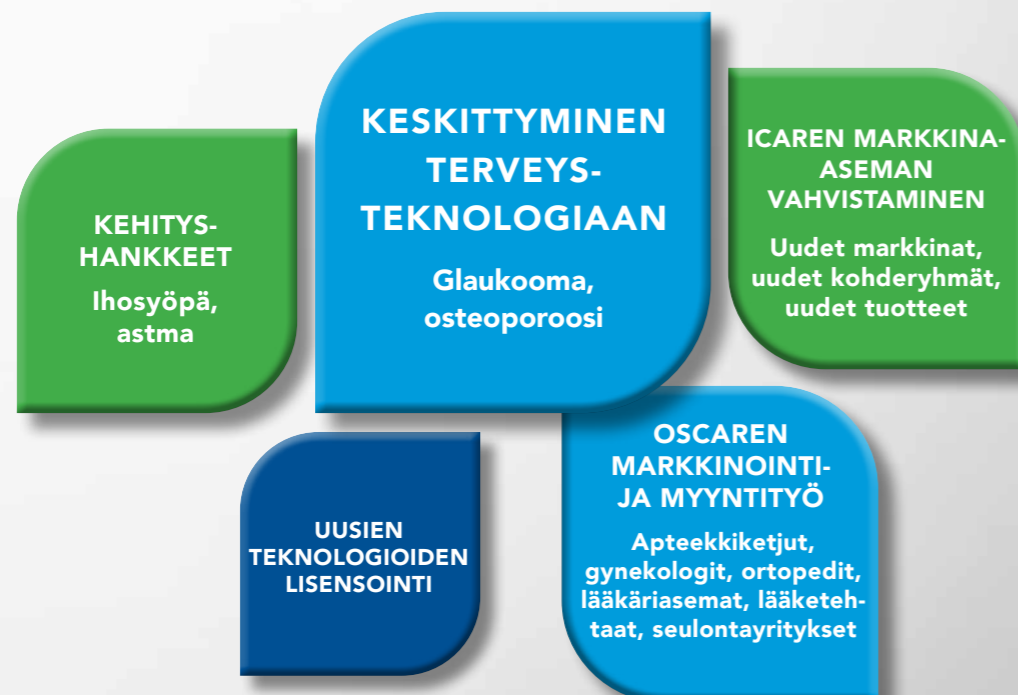 KESKITTYMINEN
TERVEYS-
TEKNOLOGIAAN
Glaukooma,
osteoporoosi
KEHITYS-
HANKKEET
Ihosyöpä,
astma
ICAREN MARKKINA-
ASEMAN
VAHVISTAMINEN
Uudet markkinat,
uudet kohderyhmät,
uudet tuotteet
UUSIEN
TEKNOLOGIOIDEN
LISENSOINTI
OSCAREN
MARKKINOINTI-
JA MYYNTITYÖ
Apteekkiketjut,
gynekologit, ortopedit,
lääkäriasemat, lääketeh-
taat, seulontayritykset